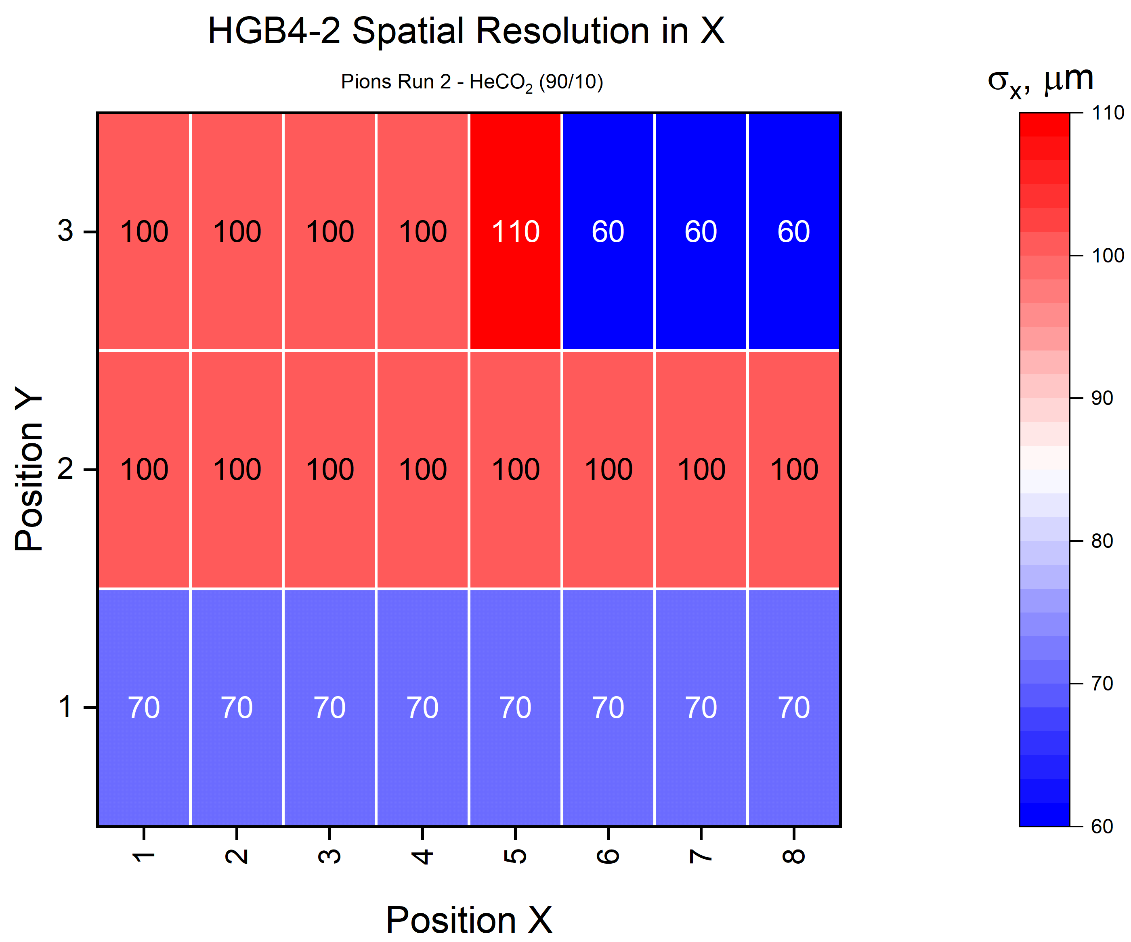 HGB4-2 Spatial Resolution in X
Pions Run 2 - HeCO₂ (90/10)
σₓ, μm
110
100
90
80
70
60
3
100 100 100 100 110 60 60 60
2
100 100 100 100 100 100 100 100
1
70 70 70 70 70 70 70 70
1 2 3 4 5 6 7 8
Position Y
Position X